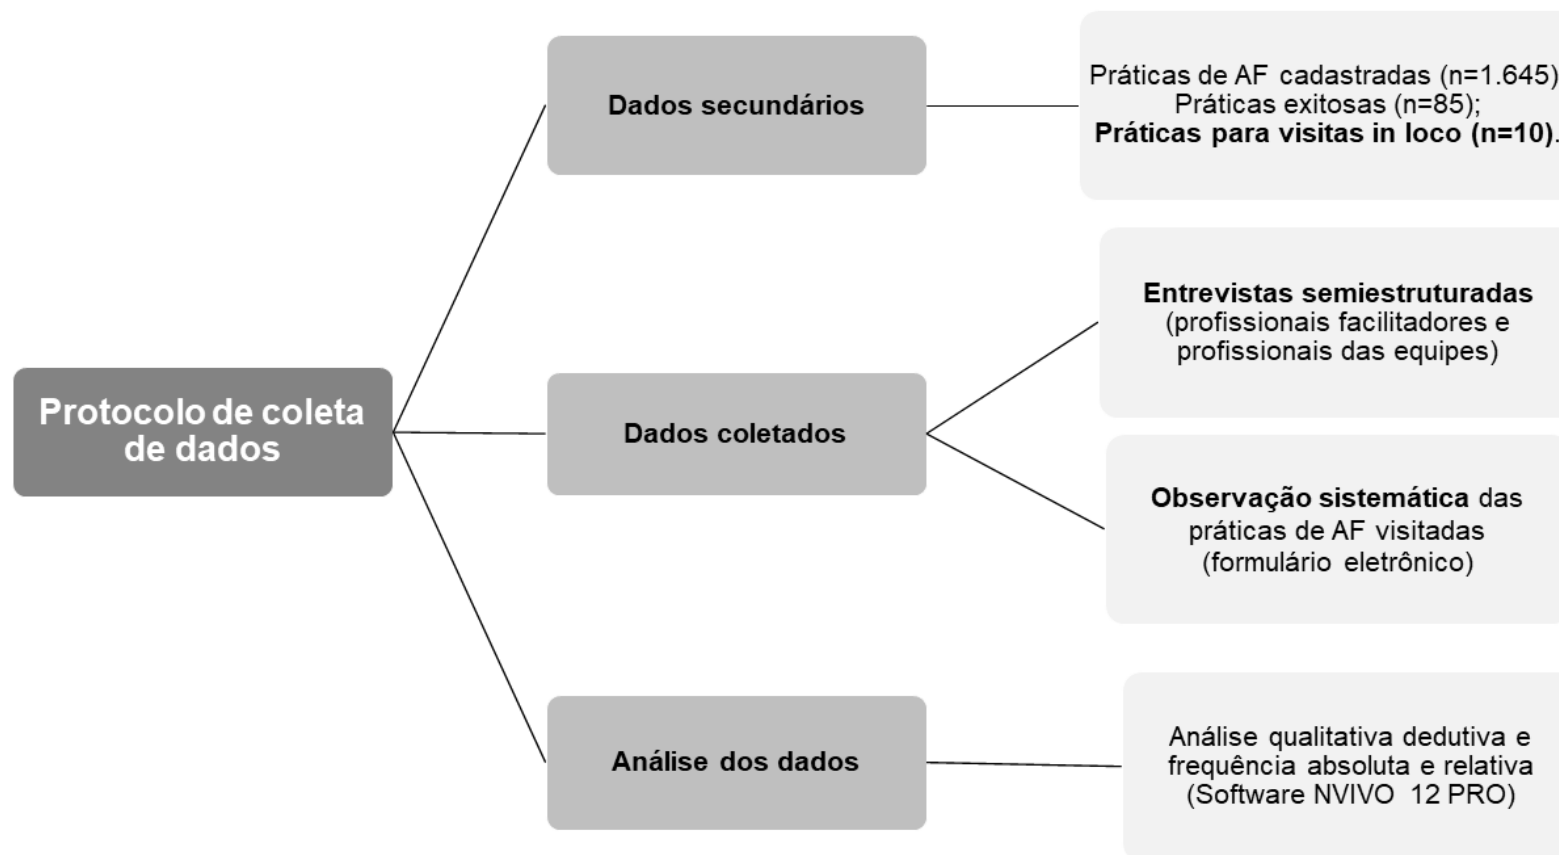 Protocolo de coleta
de dados
Dados secundários
Práticas de AF cadastradas (n=1.645)
Práticas exitosas (n=85);
Práticas para visitas in loco (n=10).
Dados coletados
Entrevistas semiestruturadas
(profissionais facilitadores e
profissionais das equipes)
Observação sistemática das
práticas de AF visitadas
(formulário eletrônico)
Análise dos dados
Análise qualitativa dedutiva e
frequência absoluta e relativa
(Software NVIVO 12 PRO)